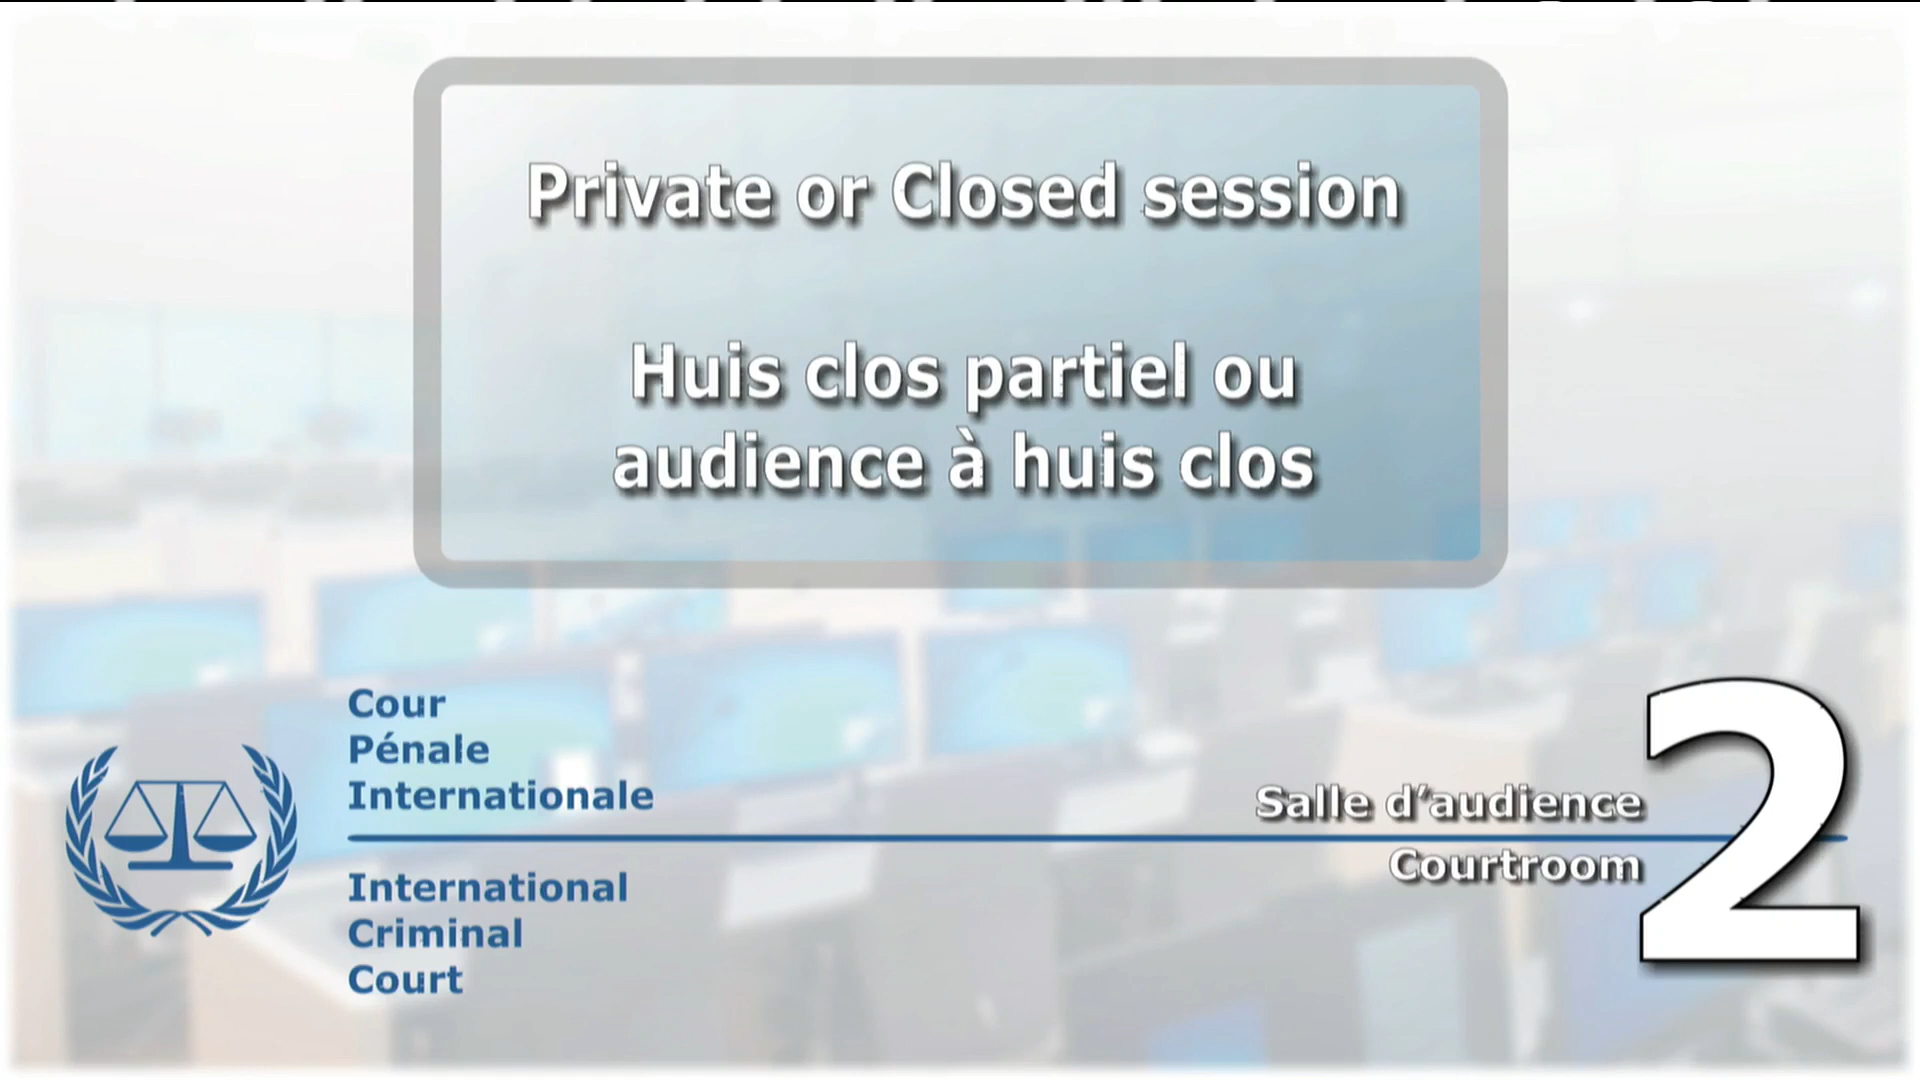 Private or Closed session
Huis clos partiel ou
audience à huis clos
Cour
Pénale
Internationale
International
Criminal
Court
Salle d'audience
Courtroom
2